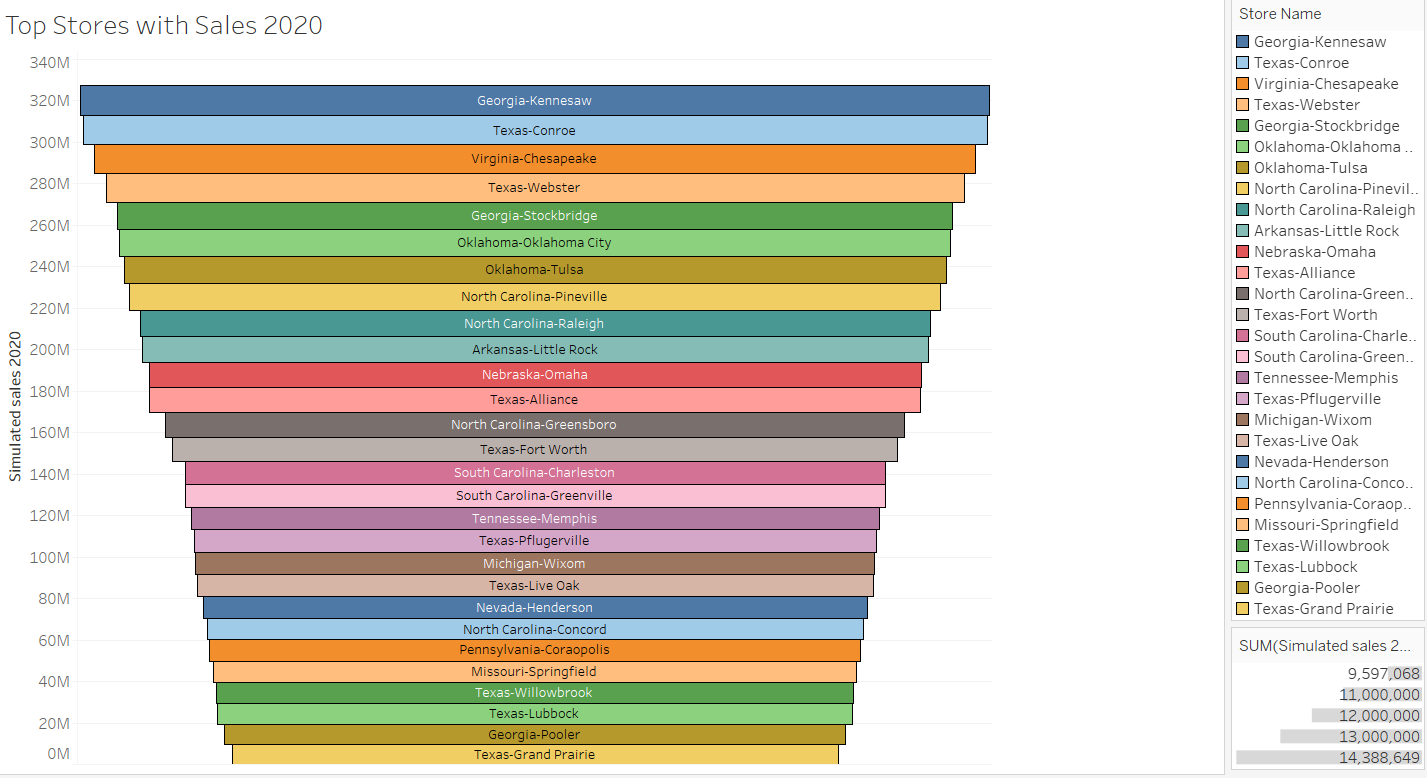 Top Stores with Sales 2020
Simulated sales 2020
340M
320M
300M
280M
260M
240M
220M
200M
180M
160M
140M
120M
100M
80M
60M
40M
20M
0M
Georgia-Kennesaw
Texas-Conroe
Virginia-Chesapeake
Texas-Webster
Georgia-Stockbridge
Oklahoma-Oklahoma City
Oklahoma-Tulsa
North Carolina-Pineville
North Carolina-Raleigh
Arkansas-Little Rock
Nebraska-Omaha
Texas-Alliance
North Carolina-Greensboro
Texas-Fort Worth
South Carolina-Charleston
South Carolina-Greenville
Tennessee-Memphis
Texas-Pflugerville
Michigan-Wixom
Texas-Live Oak
Nevada-Henderson
North Carolina-Concord
Pennsylvania-Coraopolis
Missouri-Springfield
Texas-Willowbrook
Texas-Lubbock
Georgia-Pooler
Texas-Grand Prairie
Store Name
Georgia-Kennesaw
Texas-Conroe
Virginia-Chesapeake
Texas-Webster
Georgia-Stockbridge
Oklahoma-Oklahoma ..
Oklahoma-Tulsa
North Carolina-Pinevil..
North Carolina-Raleigh
Arkansas-Little Rock
Nebraska-Omaha
Texas-Alliance
North Carolina-Green..
Texas-Fort Worth
South Carolina-Charle..
South Carolina-Green..
Tennessee-Memphis
Texas-Pflugerville
Michigan-Wixom
Texas-Live Oak
Nevada-Henderson
North Carolina-Conco..
Pennsylvania-Coraop..
Missouri-Springfield
Texas-Willowbrook
Texas-Lubbock
Georgia-Pooler
Texas-Grand Prairie
SUM(Simulated sales 2...
9,597,068
11,000,000
12,000,000
13,000,000
14,388,649